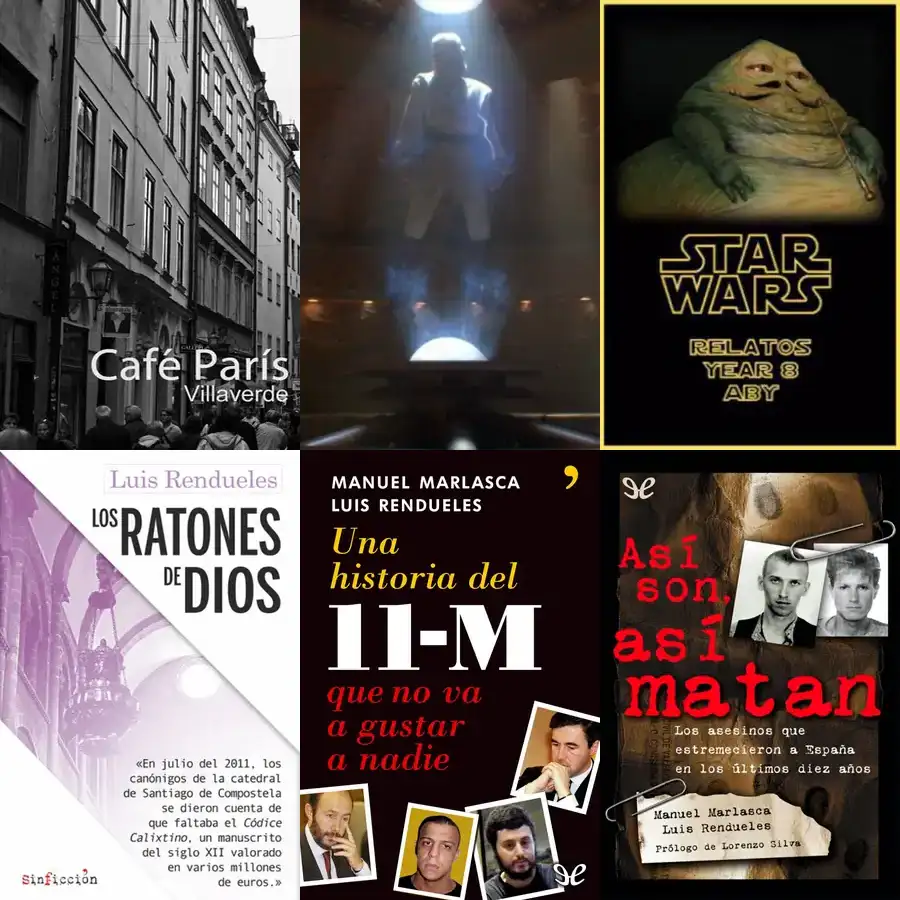 Café París
Villaverde
STAR
WARS
RELATOS
YEAR 8
ABY
Luis Rendueles
LOS
RATONES
DE
DIOS
«En julio del 2011, los
canónigos de la catedral
de Santiago de Compostela
se dieron cuenta de
que faltaba el Códice
Calixtino, un manuscrito
del siglo XII valorado
en varios millones
de euros.»
sinficción
MANUEL MARLASCA
LUIS RENDUELES
Una
historia del
11-M
que no va
a gustar
a nadie
Así
son,
así
matan
Los asesinos que
estremecieron a España
en los últimos diez años
Manuel Marlasca
Luis Rendueles
Prólogo de Lorenzo Silva